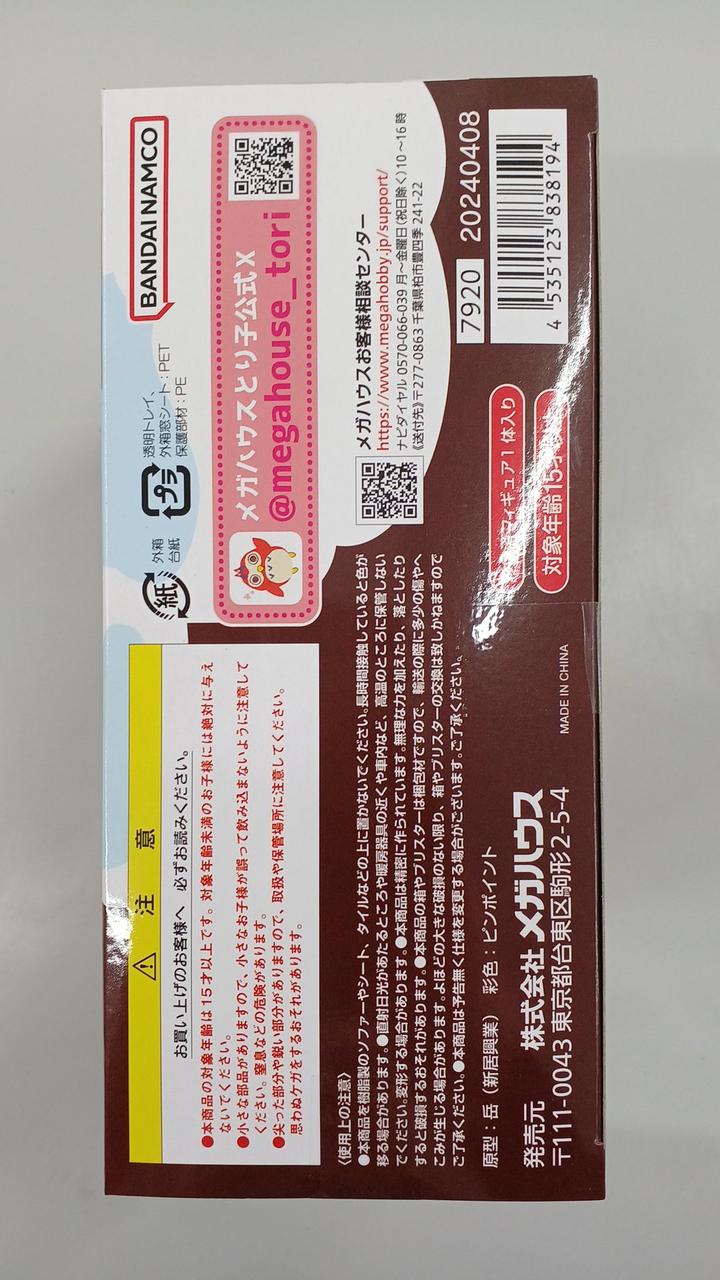 ⚠ 注 意
お買い上げのお客様へ 必ずお読みください。
●本商品の対象年齢は15才以上です。対象年齢未満のお子様には絶対に与え
ないでください。
●小さな部品がありますので、小さなお子様が誤って飲み込まないように注意して
ください。窒息などの危険があります。
●尖った部分や鋭い部分がありますので、取扱や保管場所に注意してください。
思わぬケガをするおそれがあります。
紙
外箱
台紙
プラ
透明トレイ、
外箱窓シート：PET
保護部材：PE
BANDAI NAMCO
メガハウスとり子公式X
@megahouse_tori
メガハウスお客様相談センター
https://www.megahobby.jp/support/
ナビダイヤル 0570-066-039 月～金曜日(祝日除く)10～16時
《送付先》〒277-0863 千葉県柏市豊四季 241-22
〈使用上の注意〉
●本商品を樹脂製のソファーやシート、タイルなどの上に置かないでください。長時間接触していると色が
移る場合があります。●直射日光があたるところや暖房器具の近くや車内など、高温のところに保管しない
でください。変形する場合があります。●本商品は精密に作られています。無理な力を加えたり、落としたり
すると破損するおそれがあります。●本商品の箱やブリスターは梱包材ですので、輸送の際に多少の傷やへ
こみが生じる場合があります。よほどの大きな破損のない限り、箱やブリスターの交換は致しかねますので
ご了承ください。●本商品は予告無く仕様を変更する場合がございます。ご了承ください。
原型：岳（新居興業） 彩色：ピンポイント
発売元 株式会社 メガハウス
〒111-0043 東京都台東区駒形2-5-4
MADE IN CHINA
フィギュア1体入り
対象年齢15才
7920 20240408
4 535123 838194